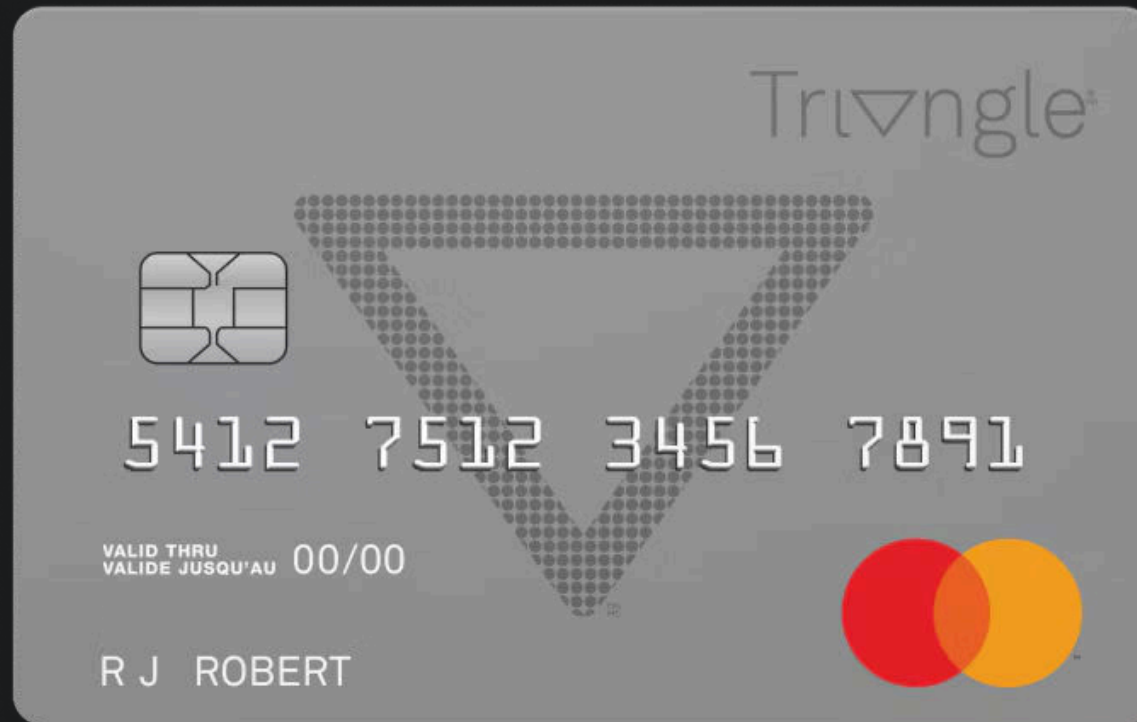 Triangle
5412 7512 3456 7891
VALID THRU
VALIDE JUSQU'AU 00/00
R J ROBERT